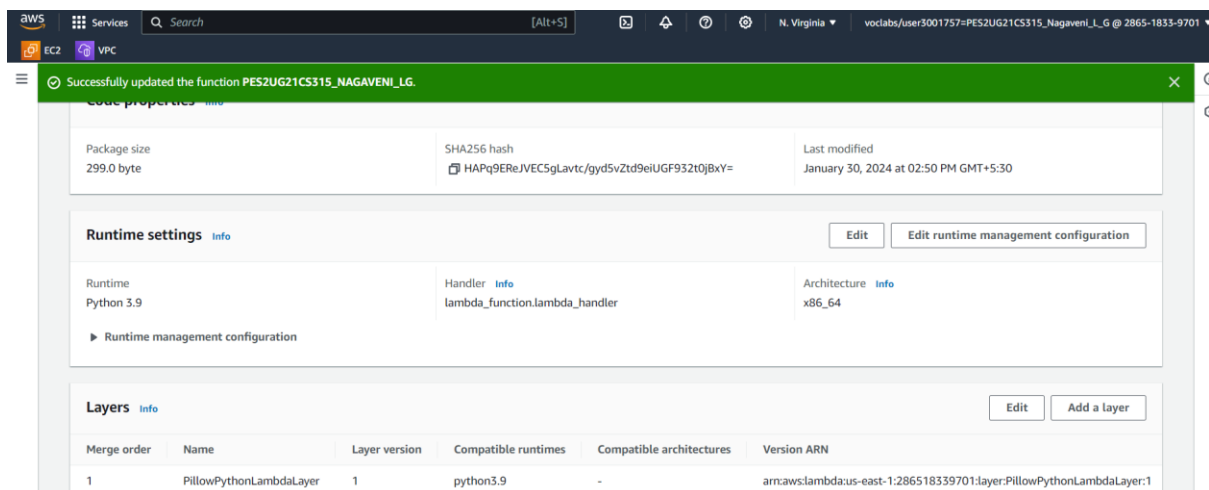 aws Services Search [Alt+S] N. Virginia ▼ voclabs/user3001757=PES2UG21CS315_Nagaveni_L_G @ 2865-1833-9701 ▼
EC2 VPC
Successfully updated the function PES2UG21CS315_NAGAVENI_LG.
Code properties Info
Package size SHA256 hash Last modified
299.0 byte HAPq9EReJVEC5gLavtc/gyd5vZtd9eiUGF932t0jBxY= January 30, 2024 at 02:50 PM GMT+5:30
Runtime settings Info Edit Edit runtime management configuration
Runtime Handler Info Architecture Info
Python 3.9 lambda_function.lambda_handler x86_64
▶ Runtime management configuration
Layers Info Edit Add a layer
Merge order Name Layer version Compatible runtimes Compatible architectures Version ARN
1 PillowPythonLambdaLayer 1 python3.9 - arn:aws:lambda:us-east-1:286518339701:layer:PillowPythonLambdaLayer:1